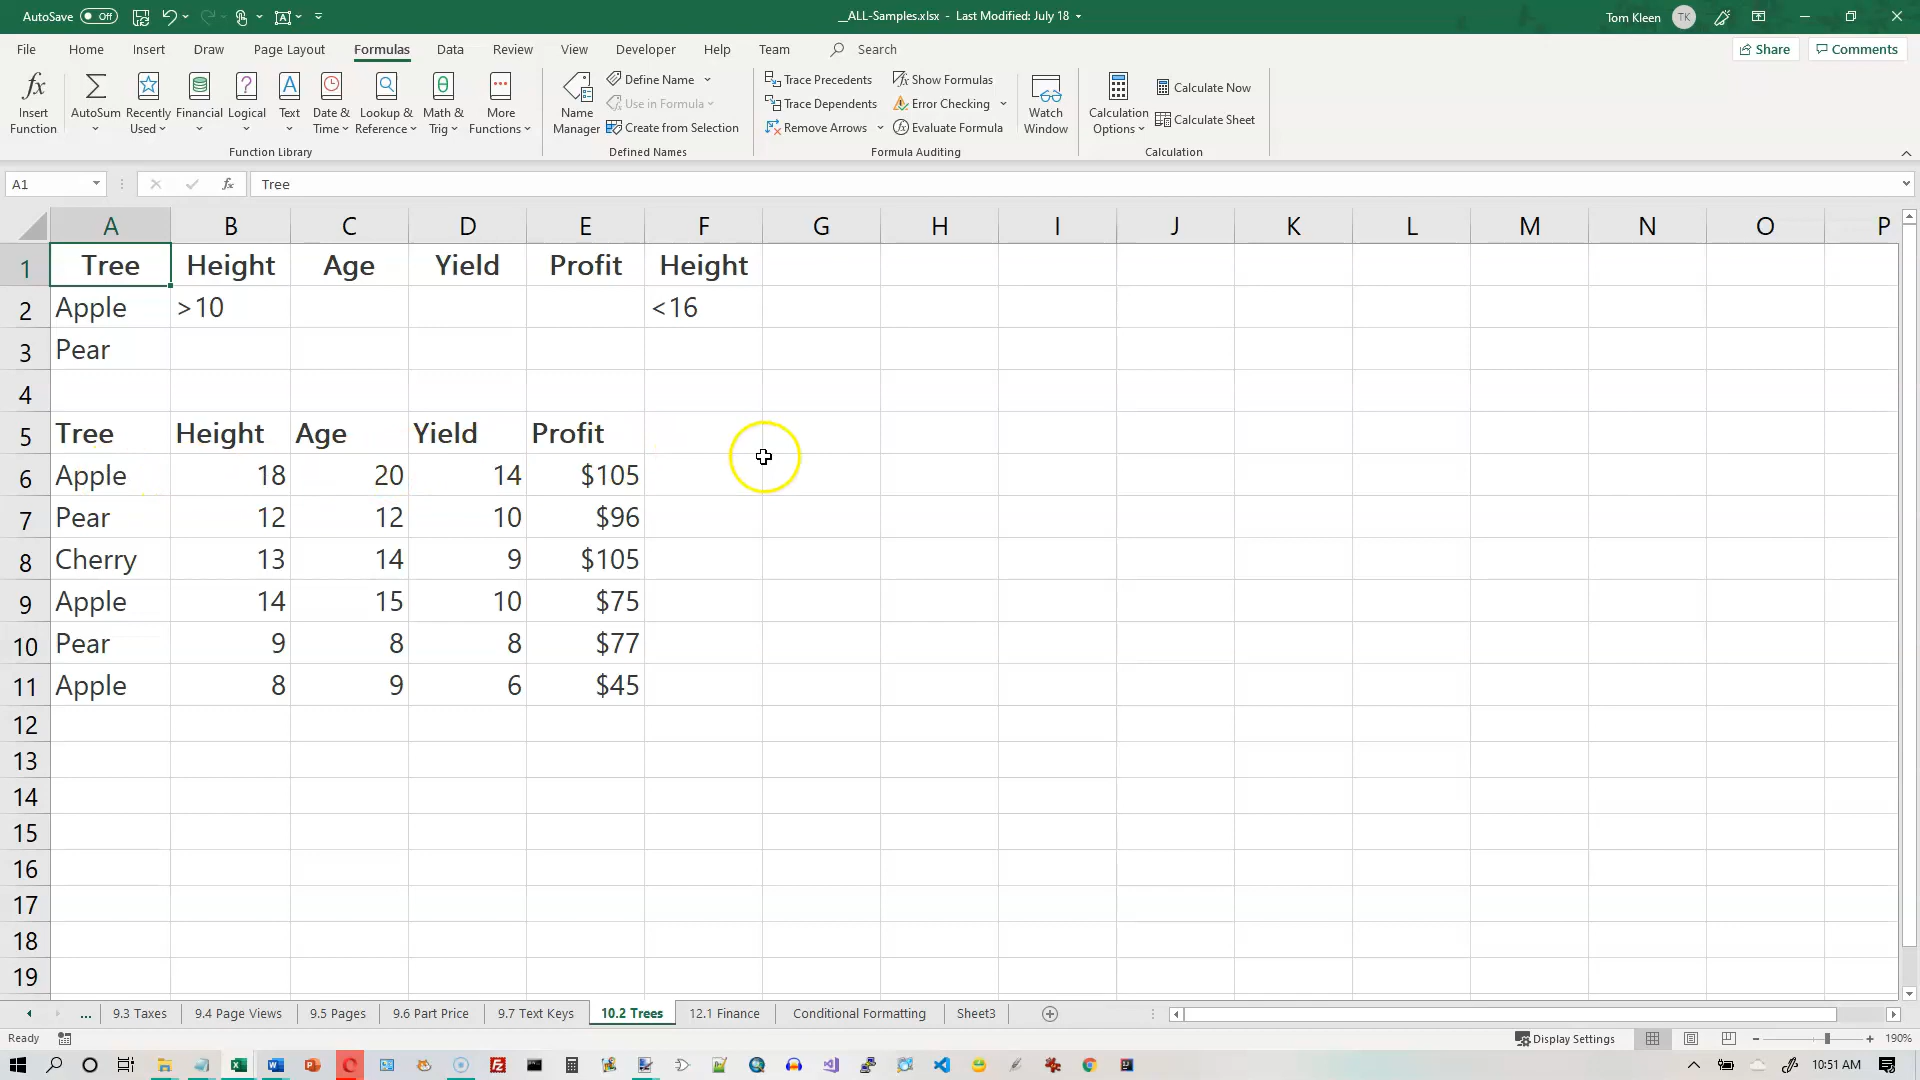 AutoSave Off
__ALL-Samples.xlsx - Last Modified: July 18
Tom Kleen TK
File Home Insert Draw Page Layout Formulas Data Review View Developer Help Team Search
Share Comments
Insert Function
AutoSum
Recently Used
Financial
Logical
Text
Date & Time
Lookup & Reference
Math & Trig
More Functions
Function Library
Name Manager
Define Name
Use in Formula
Create from Selection
Defined Names
Trace Precedents
Trace Dependents
Remove Arrows
Show Formulas
Error Checking
Evaluate Formula
Formula Auditing
Watch Window
Calculation Options
Calculate Now
Calculate Sheet
Calculation
A1 fx Tree
A B C D E F G H I J K L M N O P
1 Tree Height Age Yield Profit Height
2 Apple >10 <16
3 Pear
4
5 Tree Height Age Yield Profit
6 Apple 18 20 14 $105
7 Pear 12 12 10 $96
8 Cherry 13 14 9 $105
9 Apple 14 15 10 $75
10 Pear 9 8 8 $77
11 Apple 8 9 6 $45
12
13
14
15
16
17
18
19
... 9.3 Taxes 9.4 Page Views 9.5 Pages 9.6 Part Price 9.7 Text Keys 10.2 Trees 12.1 Finance Conditional Formatting Sheet3
Ready Display Settings 190%
10:51 AM